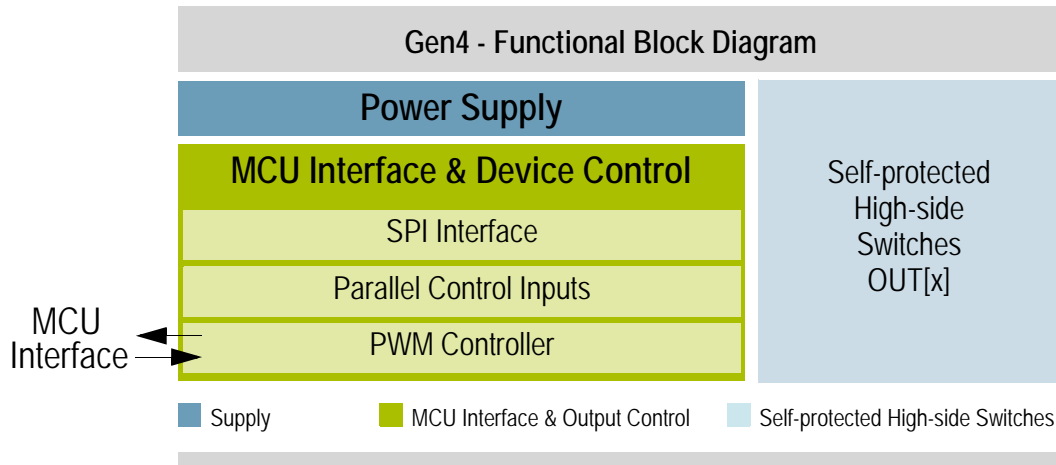 Gen4 - Functional Block Diagram
Power Supply
MCU Interface & Device Control
SPI Interface
Parallel Control Inputs
PWM Controller
Self-protected
High-side
Switches
OUT[x]
MCU
Interface
Supply
MCU Interface & Output Control
Self-protected High-side Switches